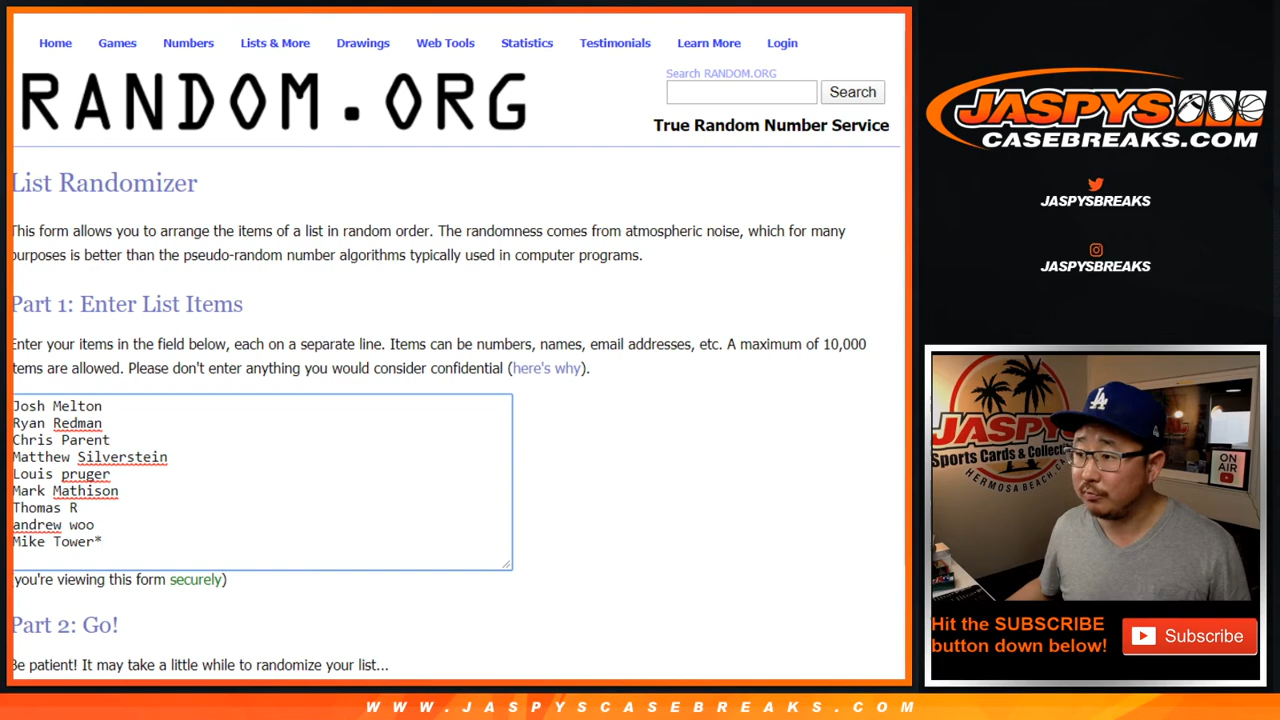 Home Games Numbers Lists & More Drawings Web Tools Statistics Testimonials Learn More Login
RANDOM.ORG
Search RANDOM.ORG
Search
True Random Number Service
List Randomizer
This form allows you to arrange the items of a list in random order. The randomness comes from atmospheric noise, which for many
purposes is better than the pseudo-random number algorithms typically used in computer programs.
Part 1: Enter List Items
Enter your items in the field below, each on a separate line. Items can be numbers, names, email addresses, etc. A maximum of 10,000
items are allowed. Please don't enter anything you would consider confidential (here's why).
Josh Melton
Ryan Redman
Chris Parent
Matthew Silverstein
Louis pruger
Mark Mathison
Thomas R
andrew woo
Mike Tower*
(you're viewing this form securely)
Part 2: Go!
Be patient! It may take a little while to randomize your list...
JASPYS
CASEBREAKS.COM
JASPYSBREAKS
JASPYSBREAKS
JASPYS
Sports Cards & Collecti
HERMOSA BEACH, CA
LA
ON
AIR
Hit the SUBSCRIBE
button down below!
Subscribe
WWW.JASPYSCASEBREAKS.COM